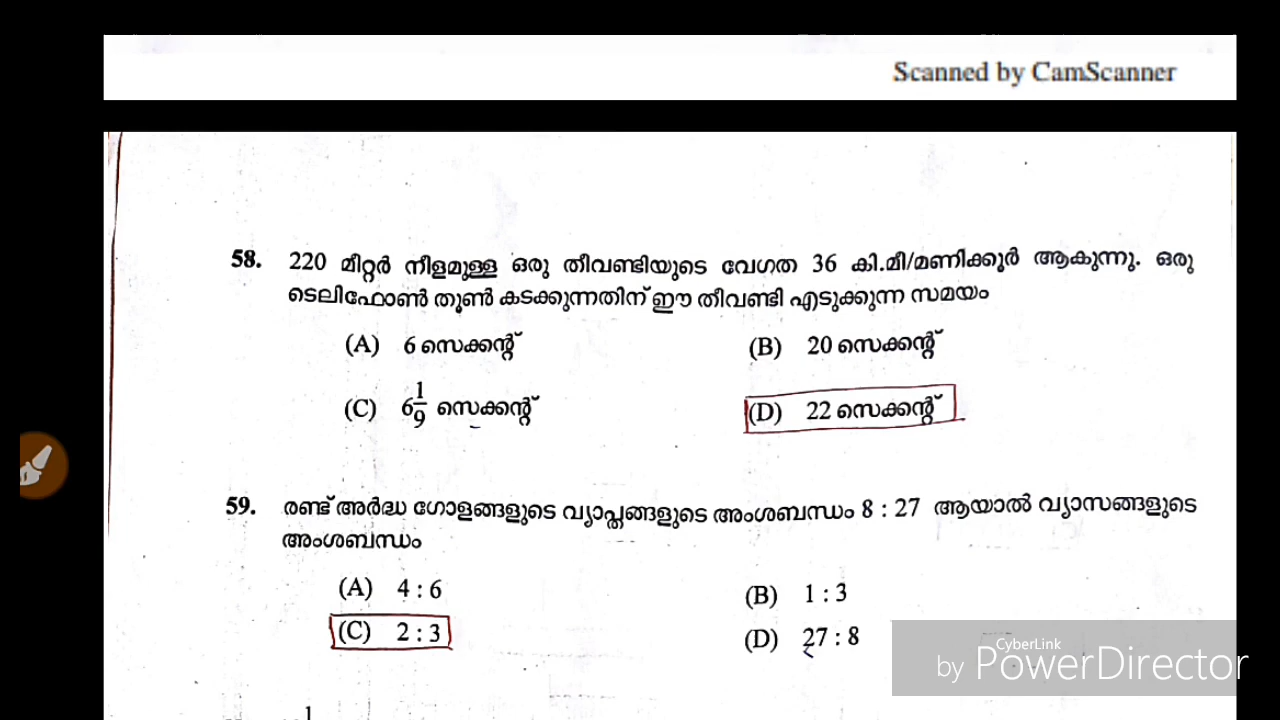 Scanned by CamScanner
58. 220 മീറ്റർ നീളമുള്ള ഒരു തീവണ്ടിയുടെ വേഗത 36 കി.മീ/മണിക്കൂർ ആകുന്നു. ഒരു
ടെലിഫോൺ തൂൺ കടക്കുന്നതിന് ഈ തീവണ്ടി എടുക്കുന്ന സമയം
(A) 6 സെക്കന്റ് (B) 20 സെക്കന്റ്
(C) 6 1/9 സെക്കന്റ് (D) 22 സെക്കന്റ്
59. രണ്ട് അർദ്ധ ഗോളങ്ങളുടെ വ്യാപ്തങ്ങളുടെ അംശബന്ധം 8 : 27 ആയാൽ വ്യാസങ്ങളുടെ
അംശബന്ധം
(A) 4 : 6 (B) 1 : 3
(C) 2 : 3 (D) 27 : 8
CyberLink
by PowerDirector
1